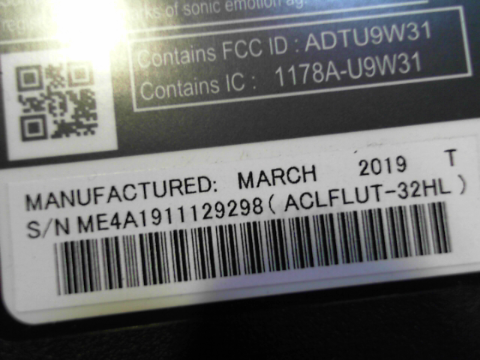 ks of sonic emotion ag.
Contains FCC ID : ADTU9W31
Contains IC : 1178A-U9W31
MANUFACTURED: MARCH 2019 T
S/N ME4A1911129298 ( ACLFLUT-32HL )